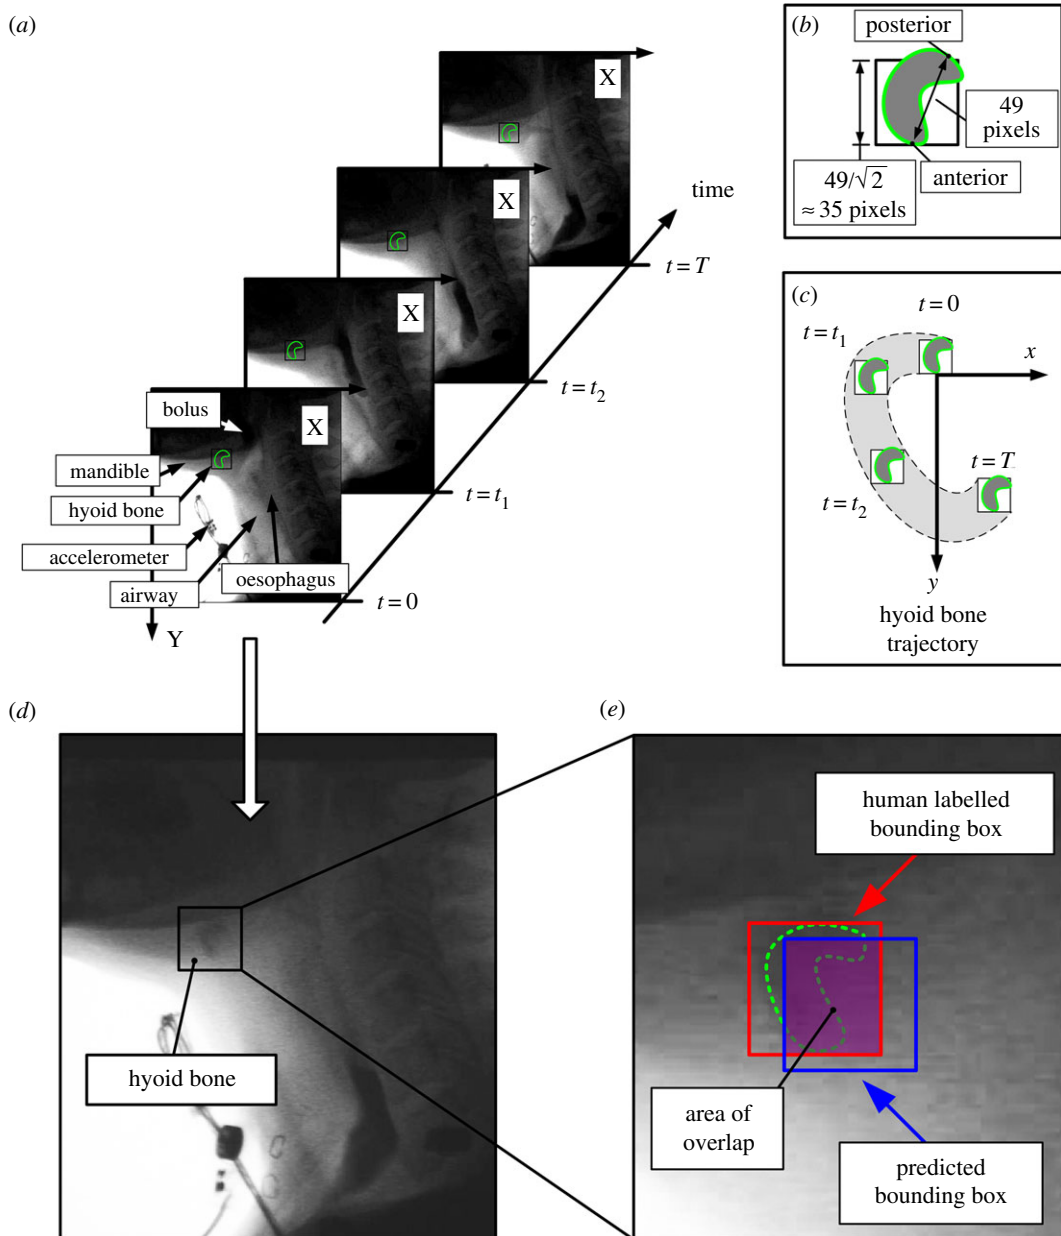 (a)
X
X
X
X
time
t = T
t = t2
t = t1
t = 0
bolus
mandible
hyoid bone
accelerometer
airway
oesophagus
Y
(b)
posterior
49
pixels
49/√2
≈ 35 pixels
anterior
(c)
t = 0
t = t1
x
t = T
t = t2
y
hyoid bone
trajectory
(d)
hyoid bone
(e)
human labelled
bounding box
area of
overlap
predicted
bounding box